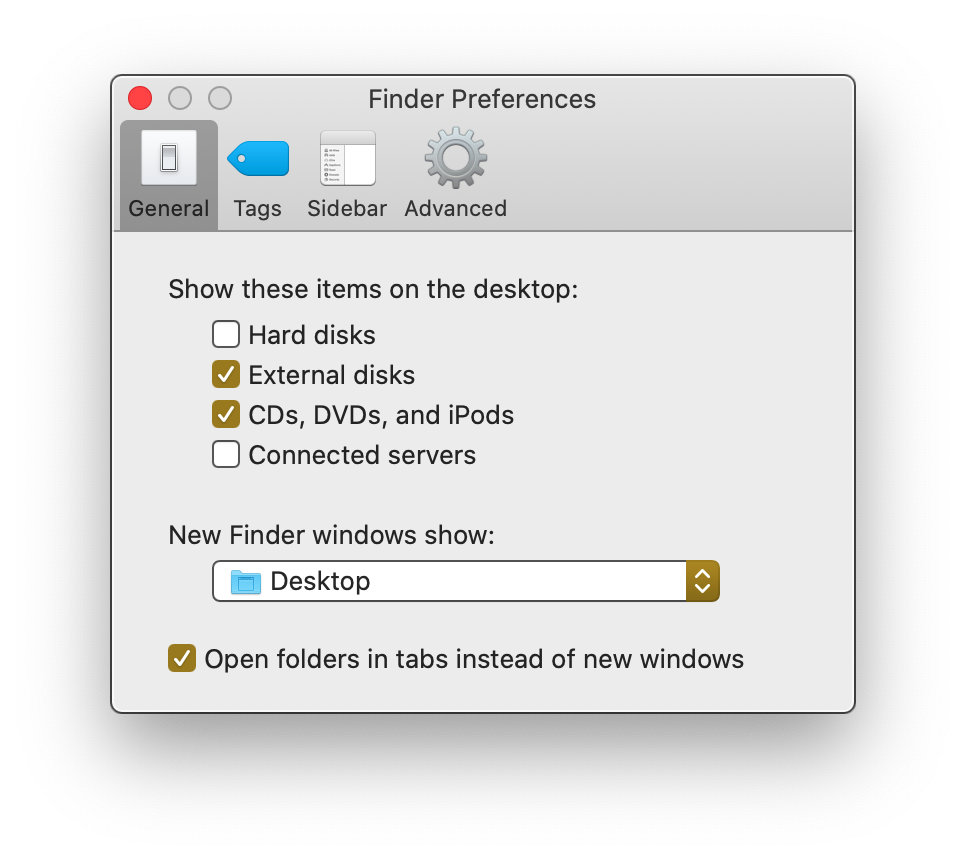 Finder Preferences
General Tags Sidebar Advanced
Show these items on the desktop:
Hard disks
External disks
CDs, DVDs, and iPods
Connected servers
New Finder windows show:
Desktop
Open folders in tabs instead of new windows